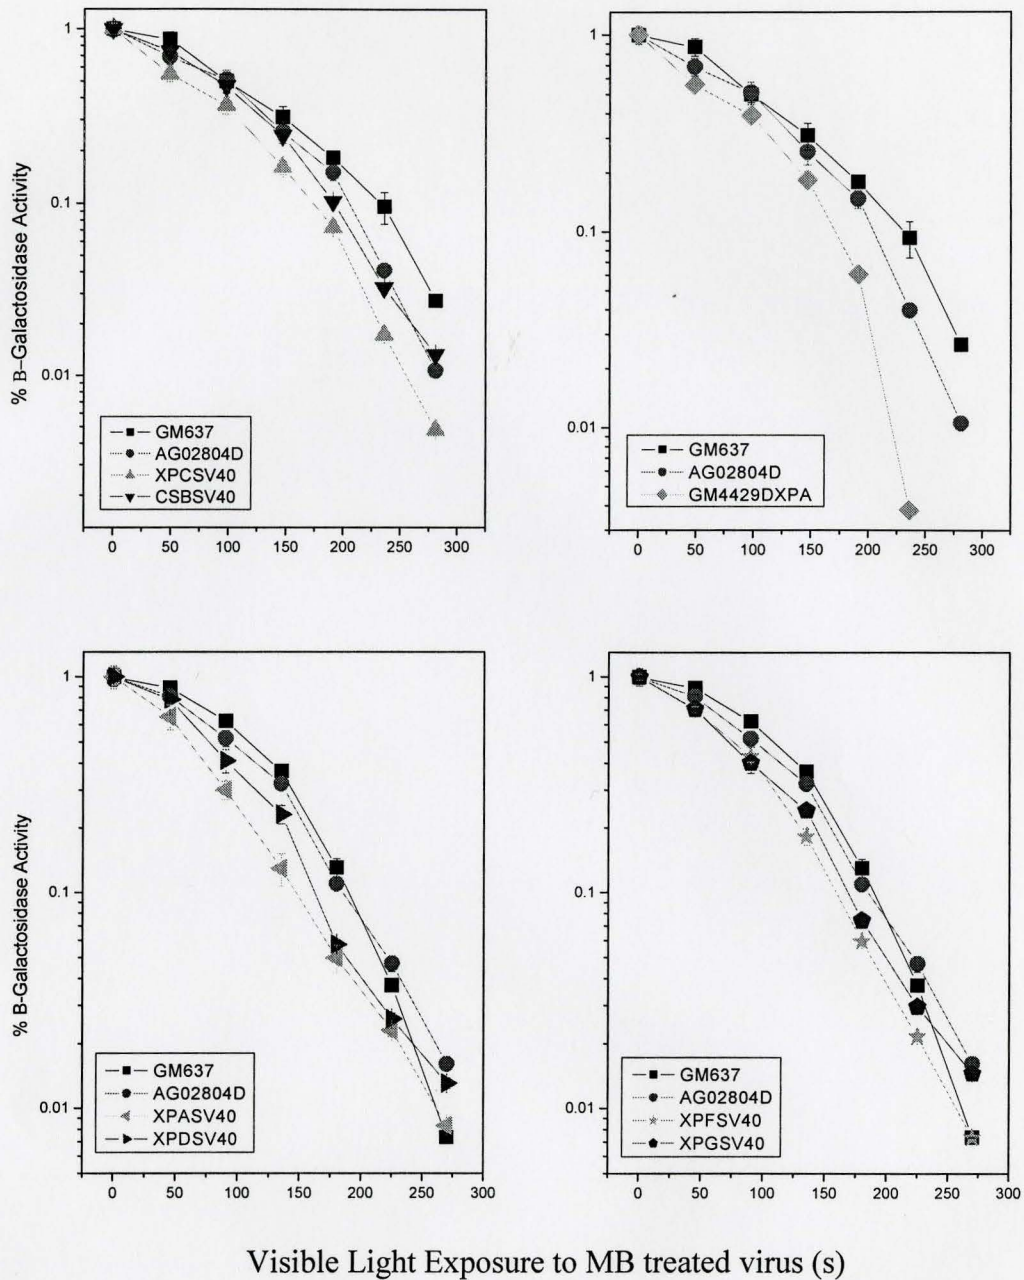 1
0.1
0.01
% B–Galactosidase Activity
GM637
AG02804D
XPCSV40
CSBSV40
0 50 100 150 200 250 300
1
0.1
0.01
GM637
AG02804D
GM4429DXPA
0 50 100 150 200 250 300
1
0.1
0.01
% B-Galactosidase Activity
GM637
AG02804D
XPASV40
XPDSV40
0 50 100 150 200 250 300
1
0.1
0.01
GM637
AG02804D
XPFSV40
XPGSV40
0 50 100 150 200 250 300
Visible Light Exposure to MB treated virus (s)